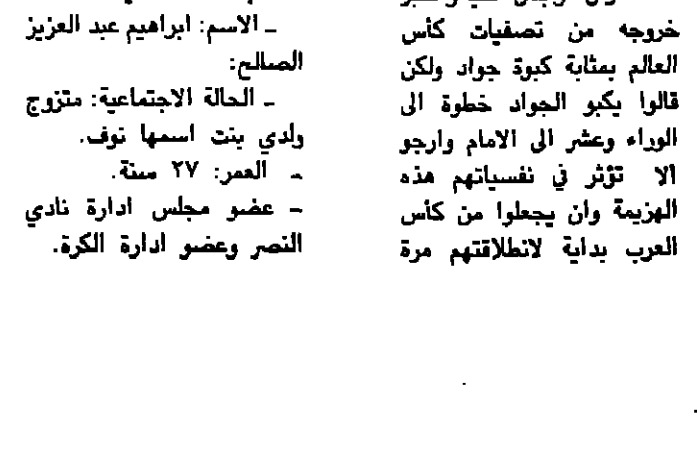 خروجه من تصفيات كأس
العالم بمثابة كبوة جواد ولكن
قالوا يكبو الجواد خطوة الى
الوراء وعشر الى الامام وارجو
الا تؤثر في نفسياتهم هذه
الهزيمة وان يجعلوا من كأس
العرب بداية لانطلاقتهم مرة
ـ الاسم: ابراهيم عبد العزيز
الصالح:
ـ الحالة الاجتماعية: متزوج
ولدي بنت اسمها نوف.
ـ العمر: ٢٧ سنة.
ـ عضو مجلس ادارة نادي
النصر وعضو ادارة الكرة.